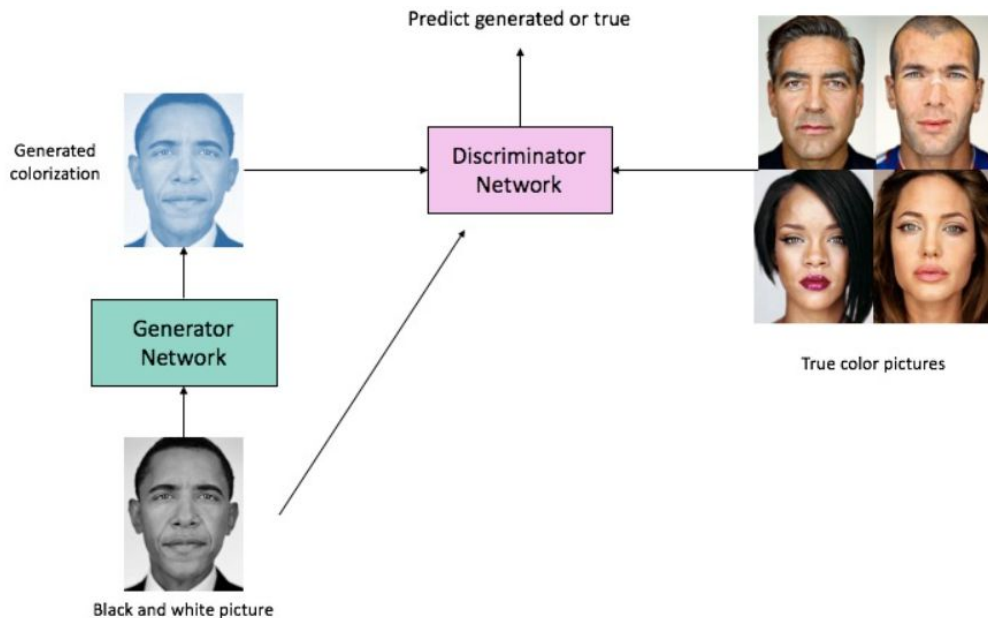 Predict generated or true
Generated
colorization
Discriminator
Network
Generator
Network
True color pictures
Black and white picture